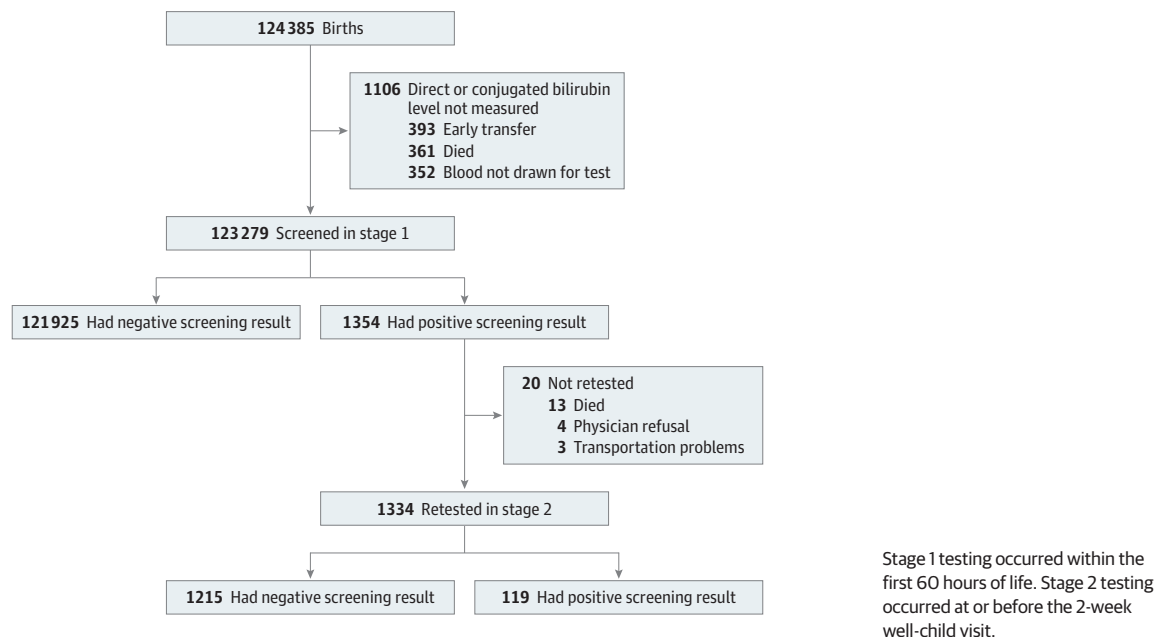 124 385 Births
1106 Direct or conjugated bilirubin
level not measured
393 Early transfer
361 Died
352 Blood not drawn for test
123 279 Screened in stage 1
121 925 Had negative screening result
1354 Had positive screening result
20 Not retested
13 Died
4 Physician refusal
3 Transportation problems
1334 Retested in stage 2
1215 Had negative screening result
119 Had positive screening result
Stage 1 testing occurred within the
first 60 hours of life. Stage 2 testing
occurred at or before the 2-week
well-child visit.